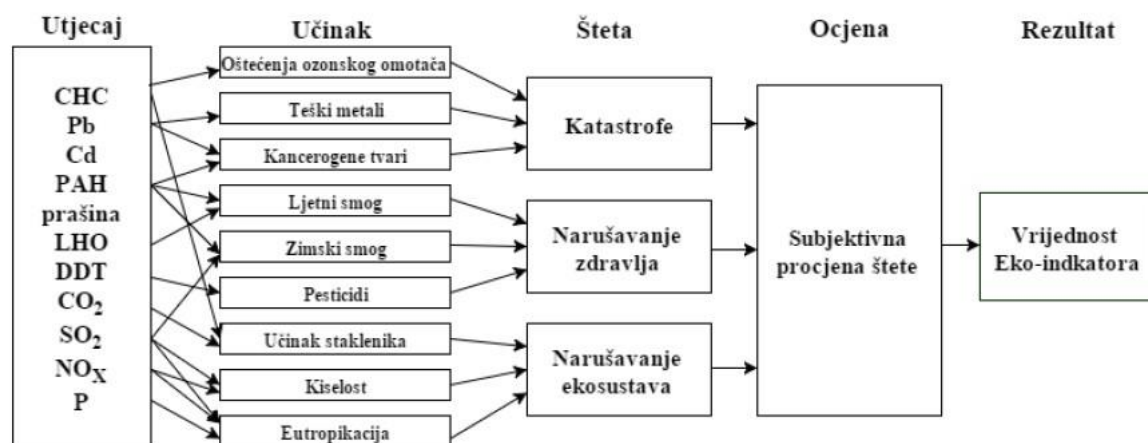 Utjecaj
Učinak
Šteta
Ocjena
Rezultat
CHC
Pb
Cd
PAH
prašina
LHO
DDT
CO₂
SO₂
NOX
P
Oštećenja ozonskog omotača
Teški metali
Kancerogene tvari
Ljetni smog
Zimski smog
Pesticidi
Učinak staklenika
Kiselost
Eutropikacija
Katastrofe
Narušavanje
zdravlja
Narušavanje
ekosustava
Subjektivna
procjena štete
Vrijednost
Eko-indkatora